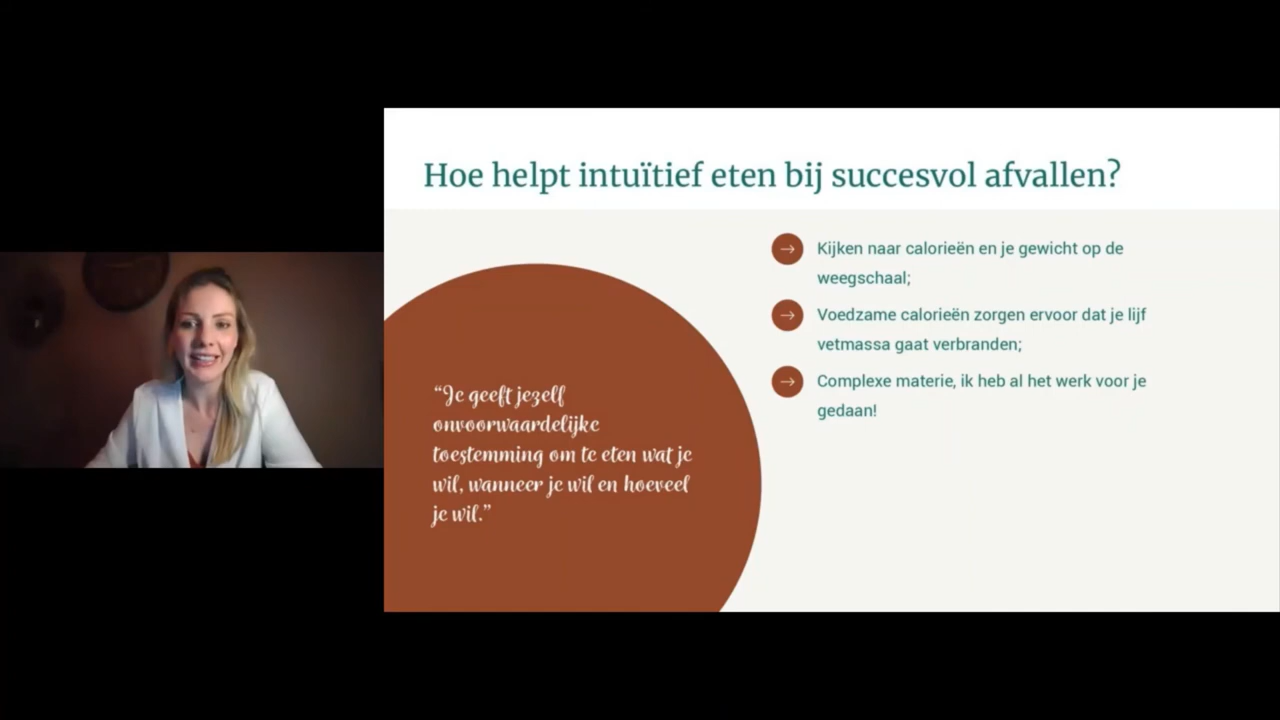 Hoe helpt intuïtief eten bij succesvol afvallen?
“Je geeft jezelf
onvoorwaardelijke
toestemming om te eten wat je
wil, wanneer je wil en hoeveel
je wil.”
Kijken naar calorieën en je gewicht op de
weegschaal;
Voedzame calorieën zorgen ervoor dat je lijf
vetmassa gaat verbranden;
Complexe materie, ik heb al het werk voor je
gedaan!